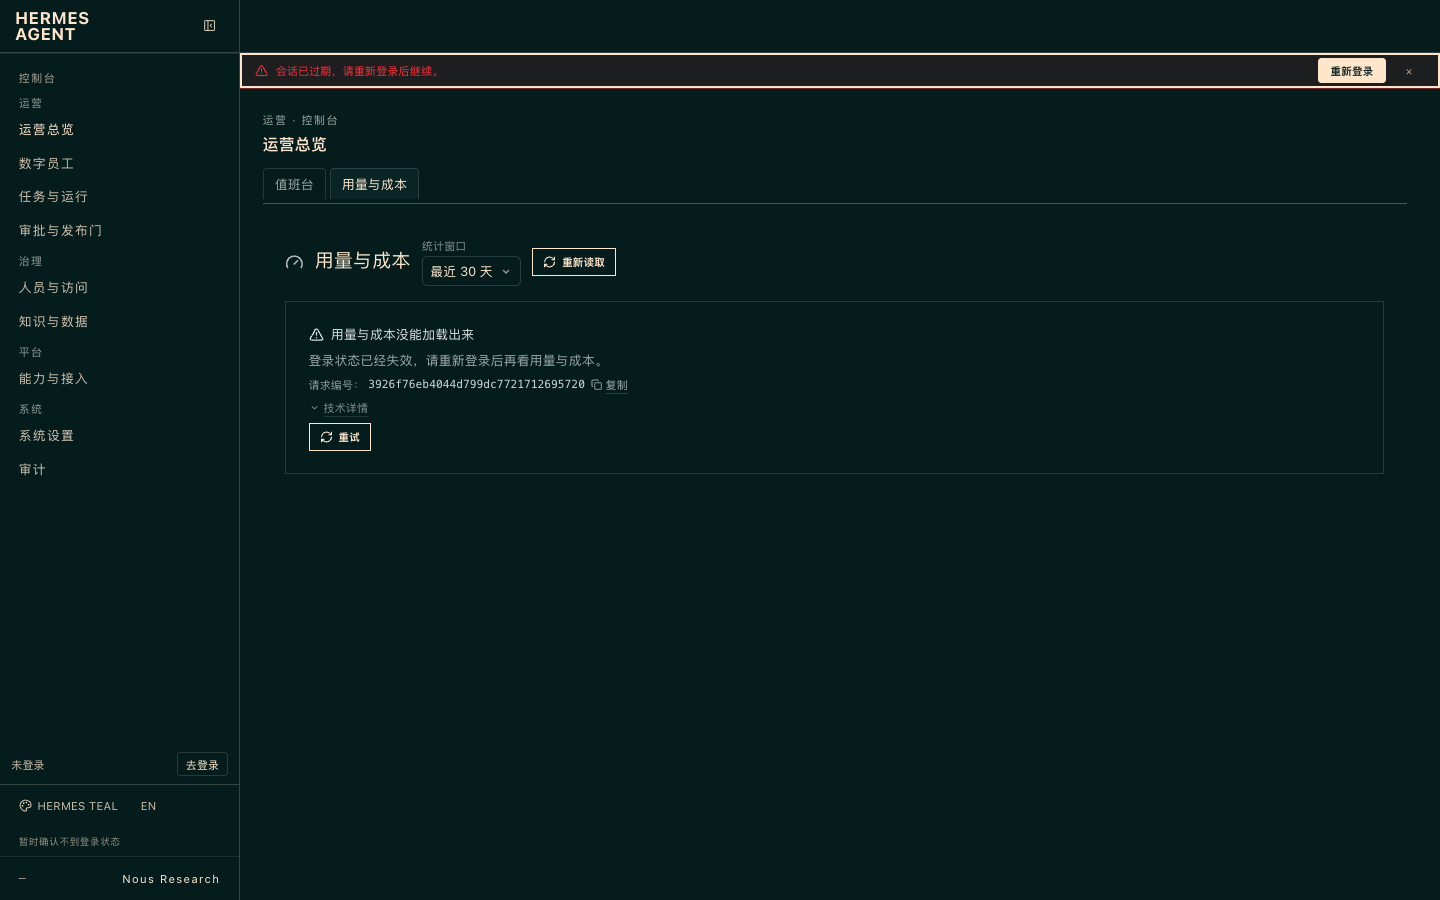 HERMES
AGENT
控制台
运营
运营总览
数字员工
任务与运行
审批与发布门
治理
人员与访问
知识与数据
平台
能力与接入
系统
系统设置
审计
未登录
去登录
HERMES TEAL
EN
暂时确认不到登录状态
—
Nous Research
会话已过期，请重新登录后继续。
重新登录
×
运营 · 控制台
运营总览
值班台
用量与成本
用量与成本
统计窗口
最近 30 天
重新读取
用量与成本没能加载出来
登录状态已经失效，请重新登录后再看用量与成本。
请求编号： 3926f76eb4044d799dc7721712695720 复制
技术详情
重试